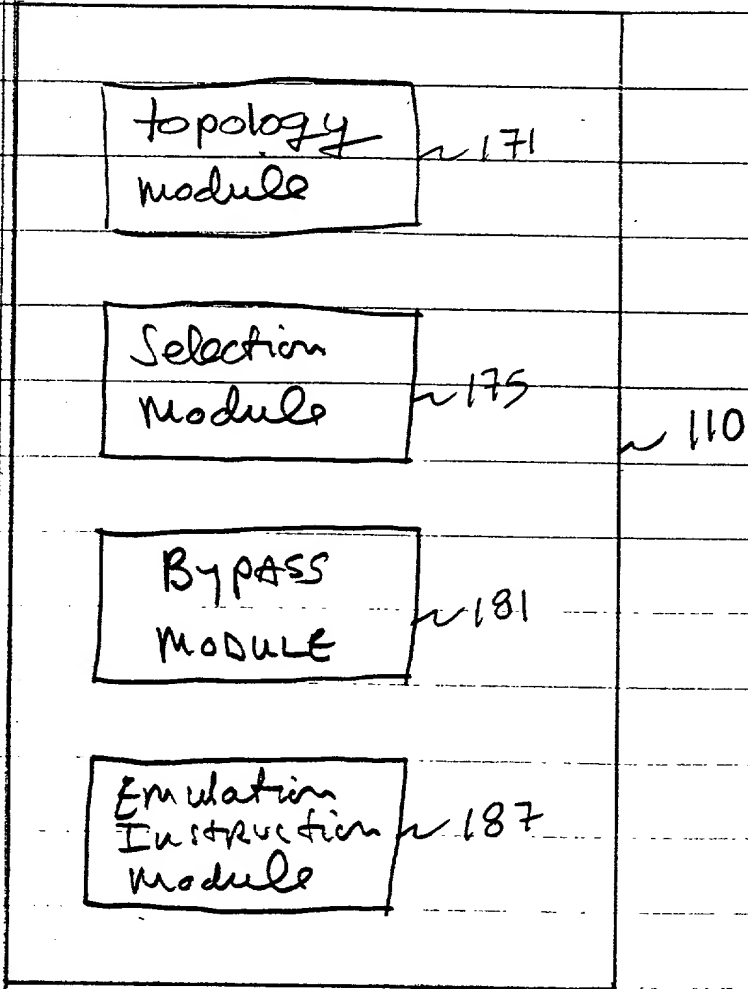 topology
module
171
Selection
module
175
110
BypASS
MODULE
181
Emulation
Instruction
module
187